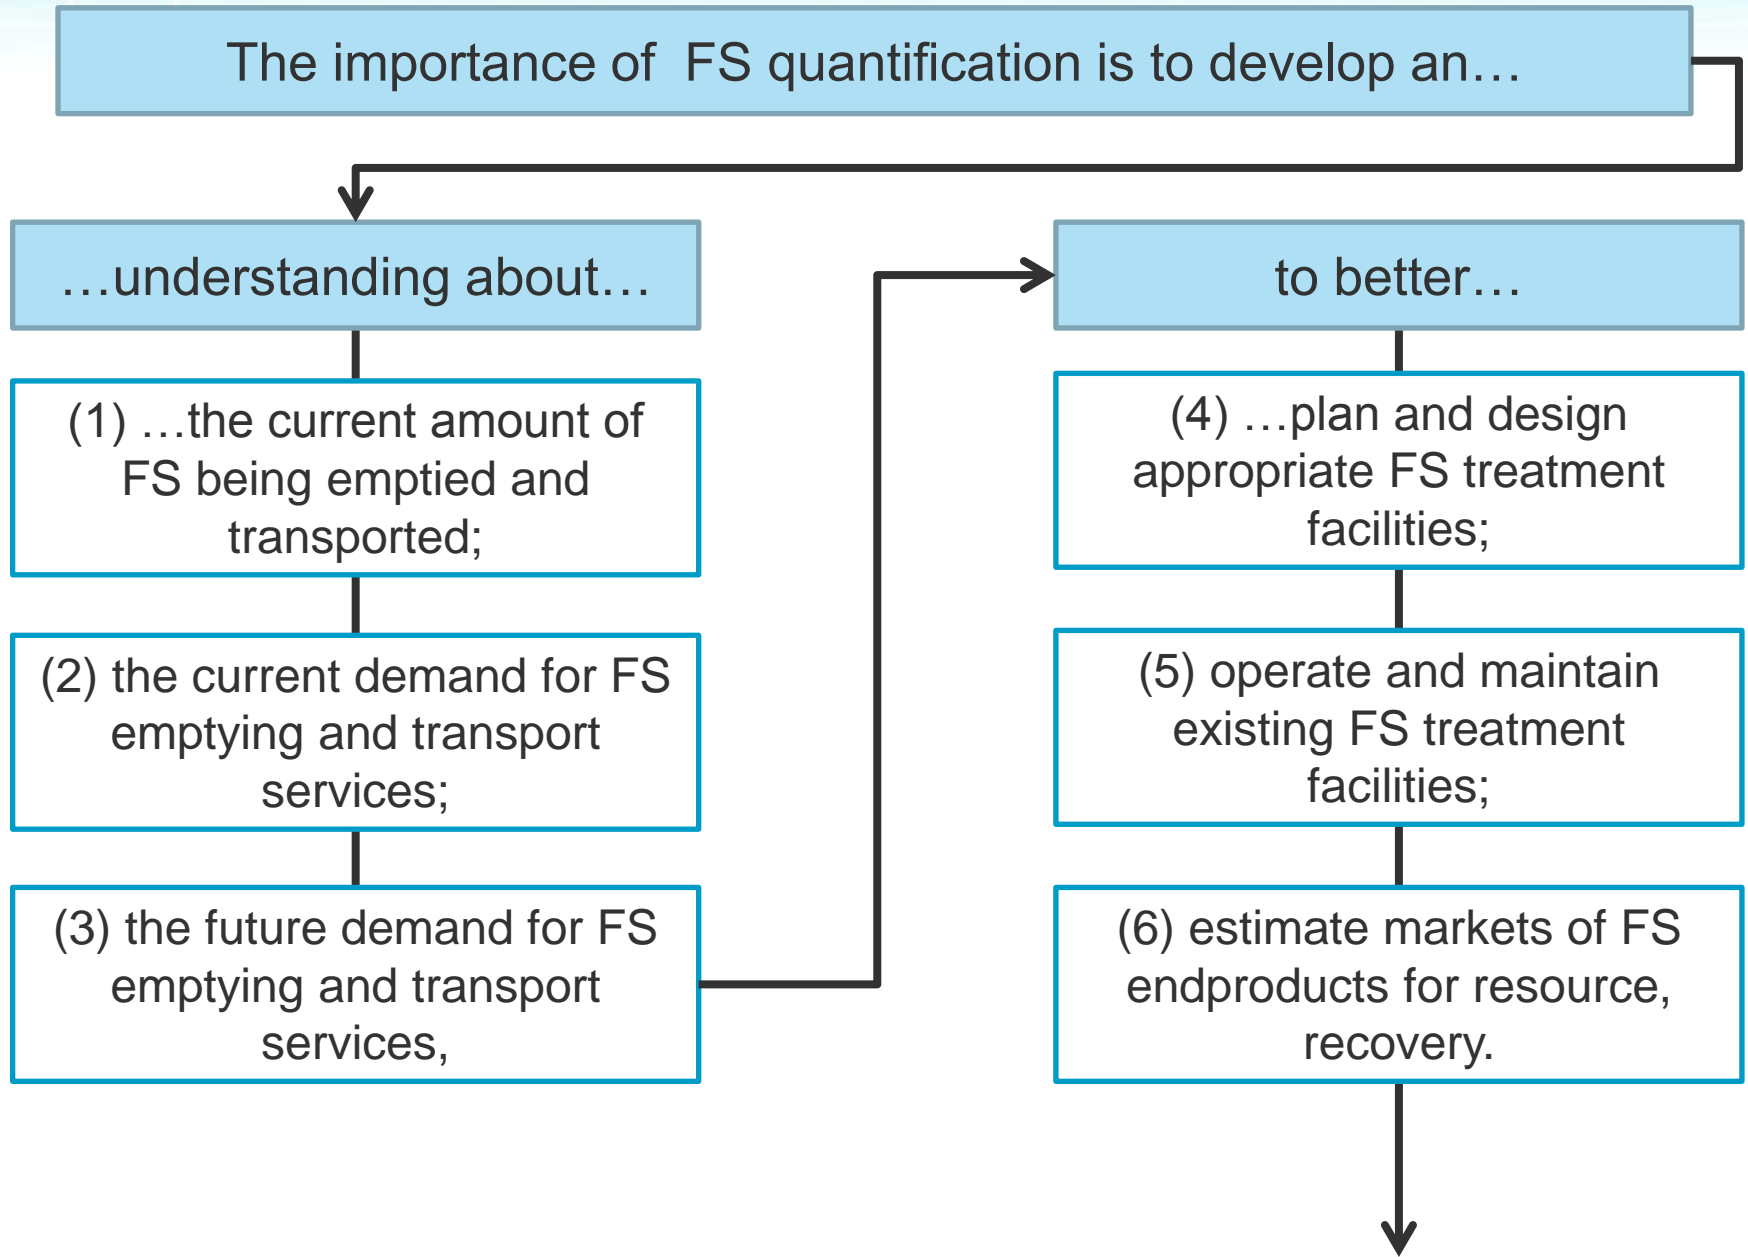 The importance of  FS quantification is to develop an…
…understanding about…
(1) …the current amount of
FS being emptied and
transported;
(2) the current demand for FS
emptying and transport
services;
(3) the future demand for FS
emptying and transport
services,
to better…
(4) …plan and design
appropriate FS treatment
facilities;
(5) operate and maintain
existing FS treatment
facilities;
(6) estimate markets of FS
endproducts for resource,
recovery.